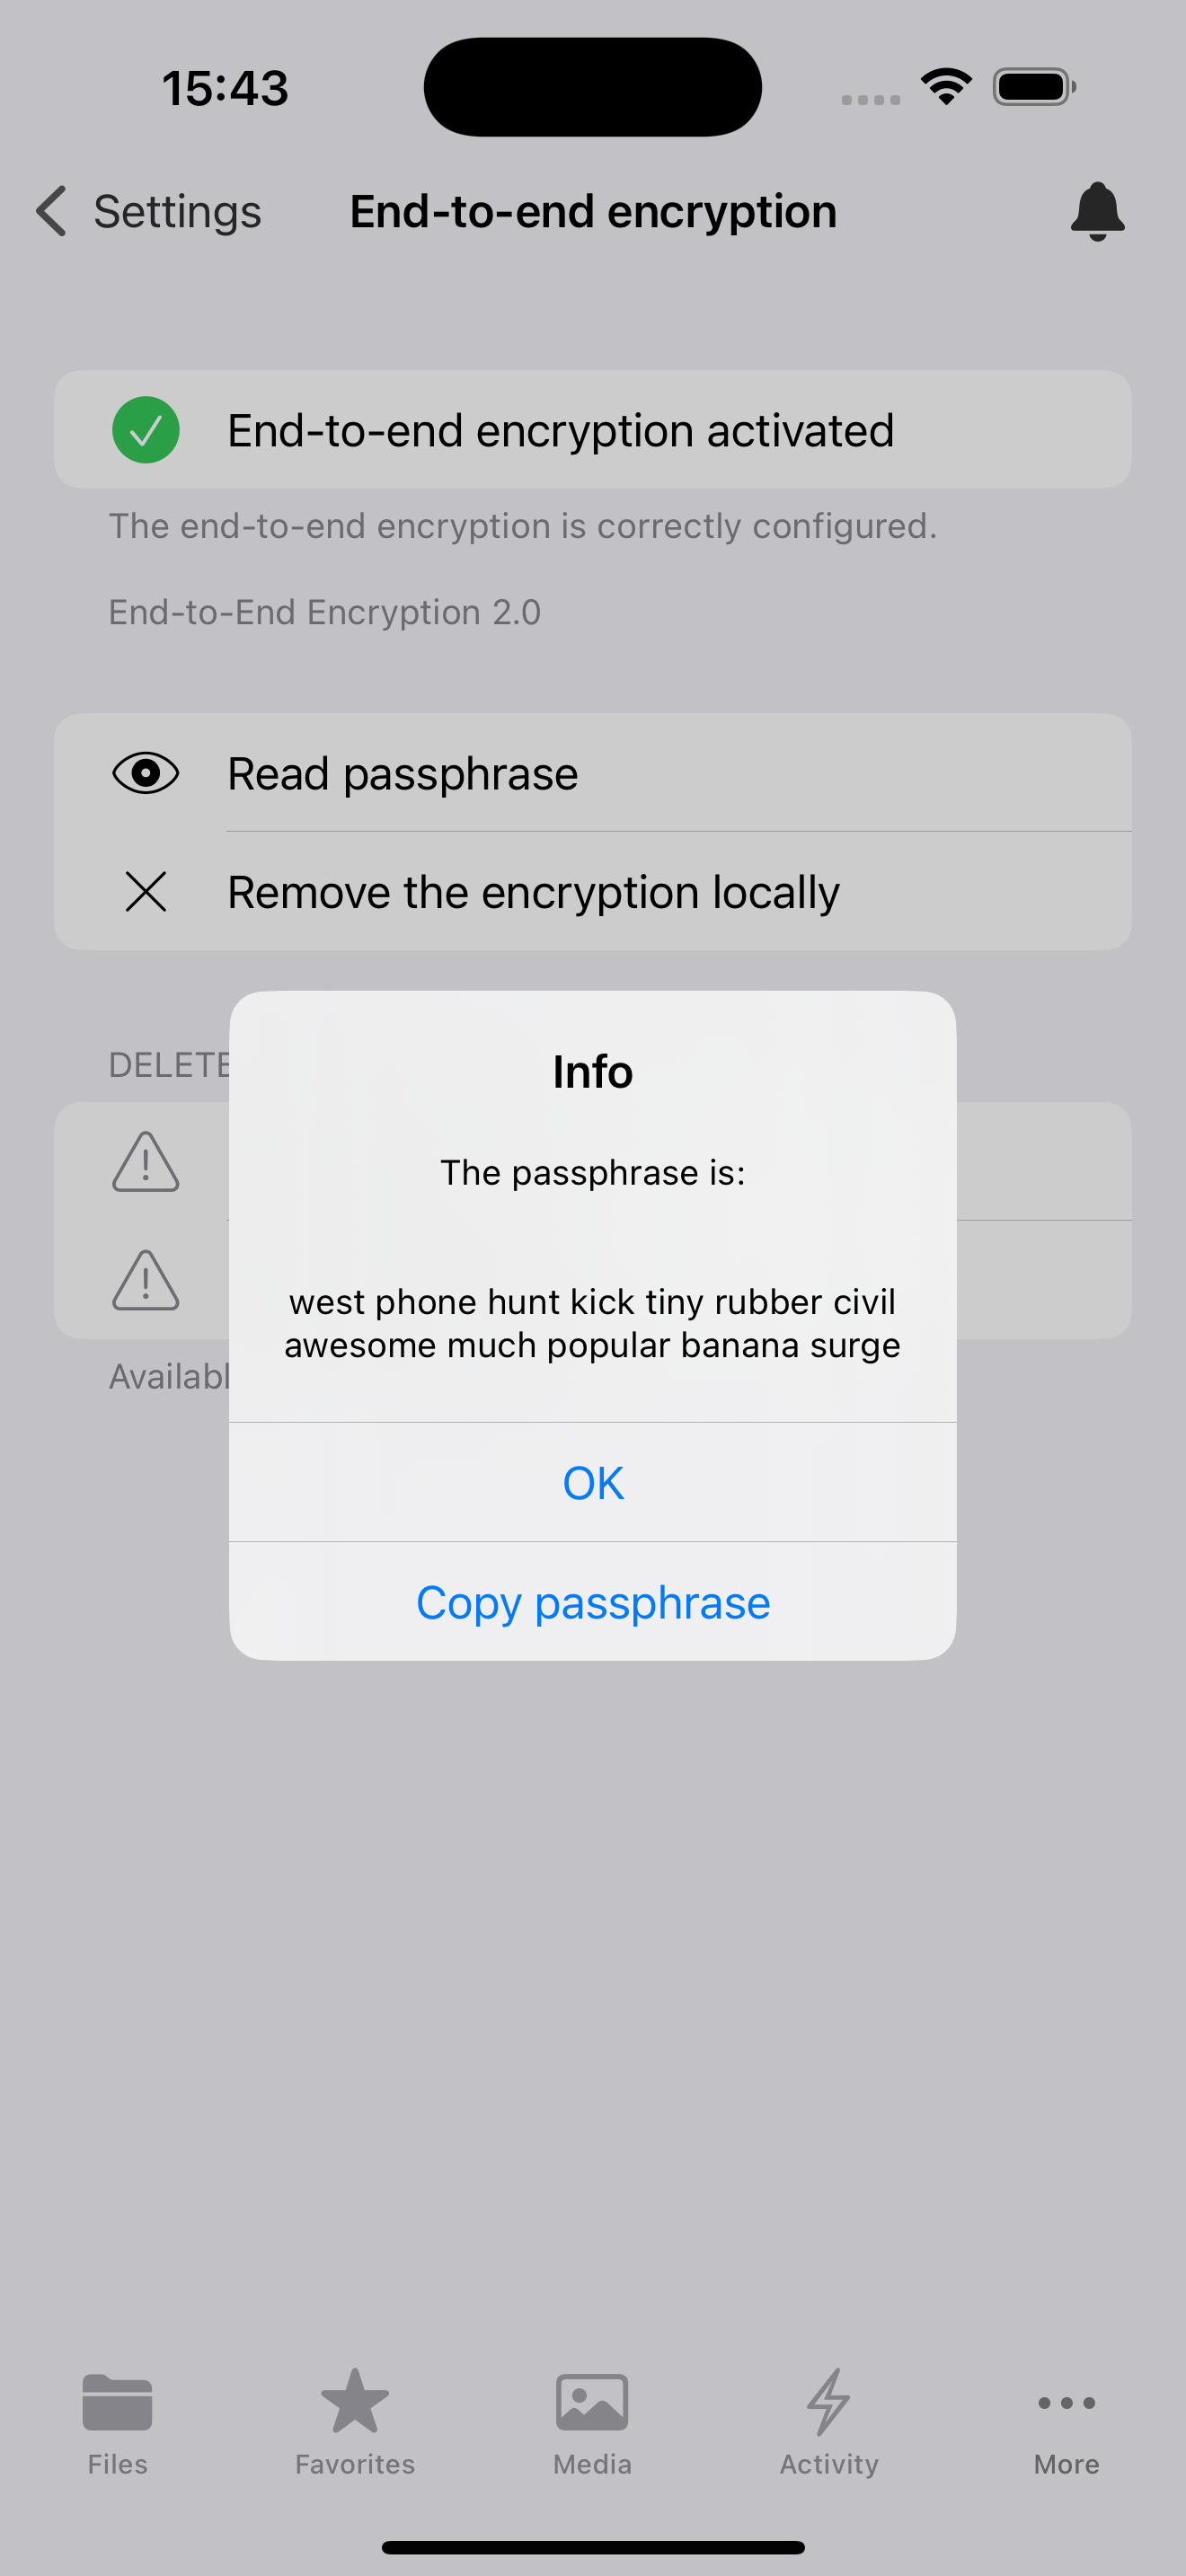 15:43
Settings
End-to-end encryption
End-to-end encryption activated
The end-to-end encryption is correctly configured.
End-to-End Encryption 2.0
Read passphrase
Remove the encryption locally
DELETE
Info
The passphrase is:
west phone hunt kick tiny rubber civil
awesome much popular banana surge
OK
Copy passphrase
Files
Favorites
Media
Activity
More